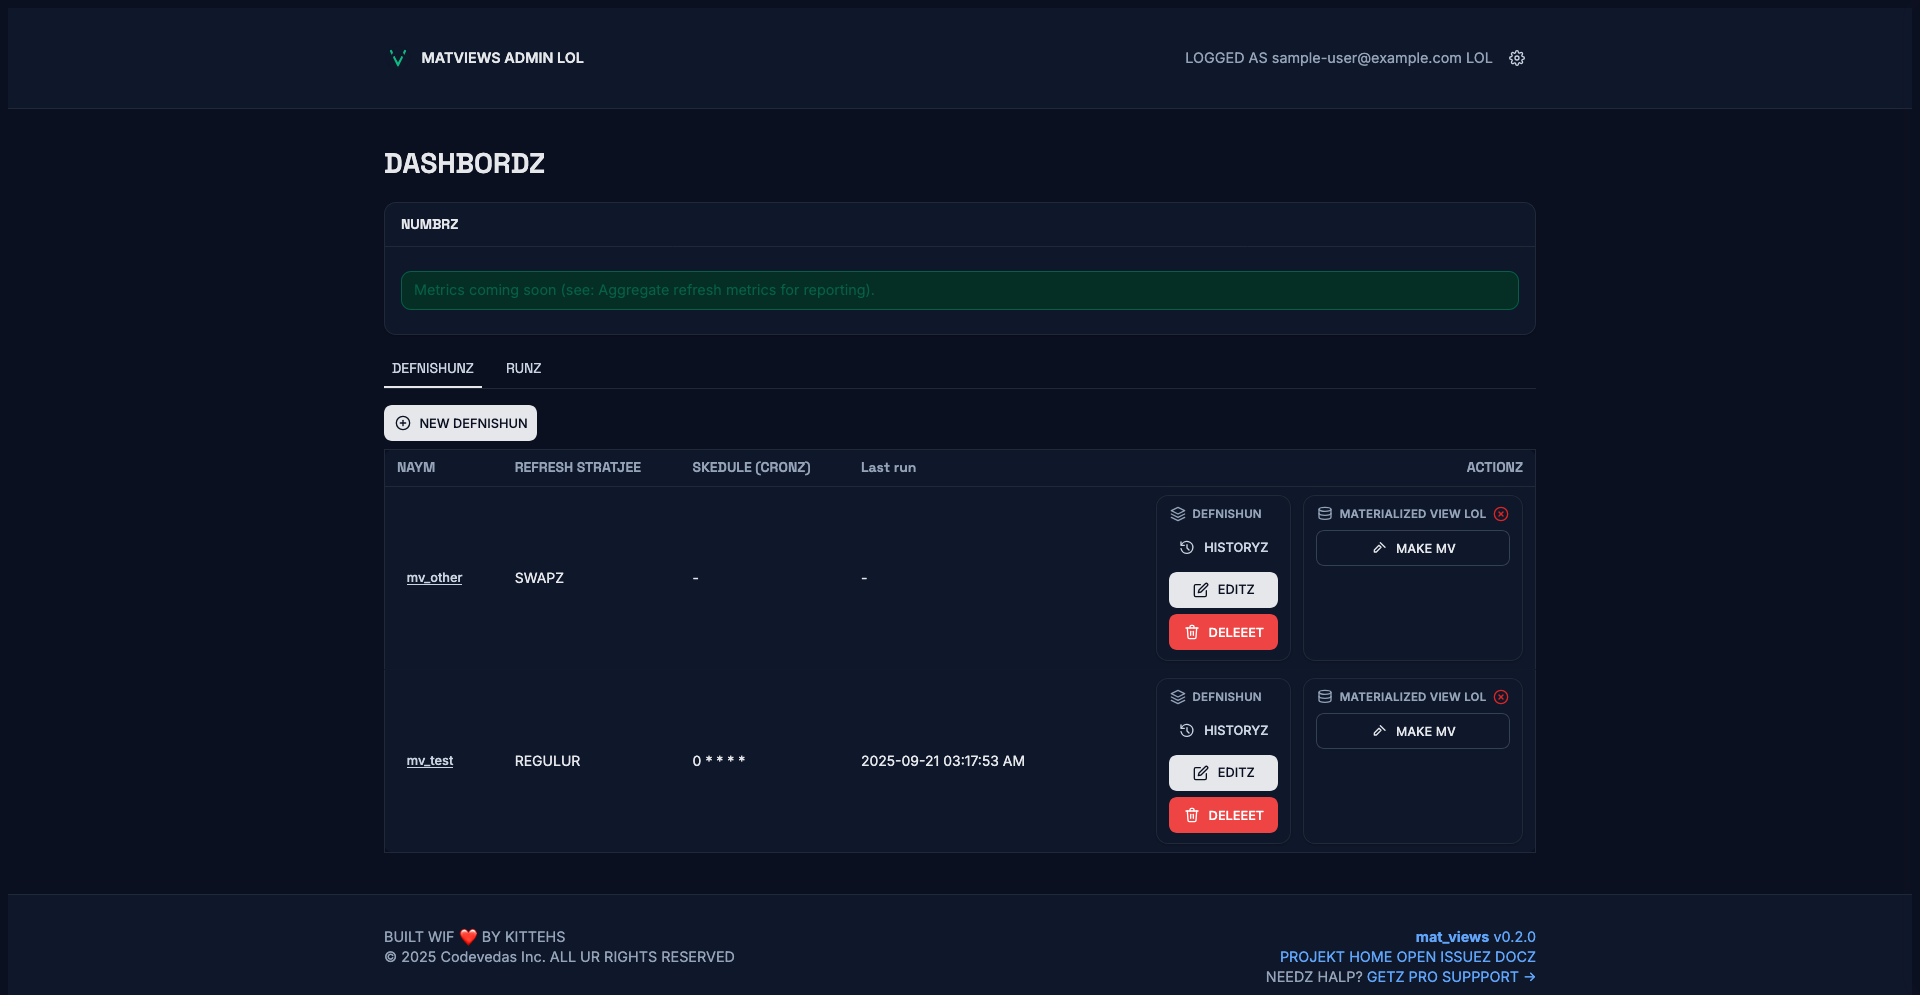 MATVIEWS ADMIN LOL
LOGGED AS sample-user@example.com LOL
DASHBORDZ
NUMBRZ
Metrics coming soon (see: Aggregate refresh metrics for reporting).
DEFNISHUNZ RUNZ
NEW DEFNISHUN
NAYM REFRESH STRATJEE SKEDULE (CRONZ) Last run ACTIONZ
mv_other SWAPZ - -
DEFNISHUN
HISTORYZ
EDITZ
DELEEET
MATERIALIZED VIEW LOL
MAKE MV
mv_test REGULUR 0 * * * * 2025-09-21 03:17:53 AM
DEFNISHUN
HISTORYZ
EDITZ
DELEEET
MATERIALIZED VIEW LOL
MAKE MV
BUILT WIF ❤️ BY KITTEHS
© 2025 Codevedas Inc. ALL UR RIGHTS RESERVED
mat_views v0.2.0
PROJEKT HOME OPEN ISSUEZ DOCZ
NEEDZ HALP? GETZ PRO SUPPPORT →